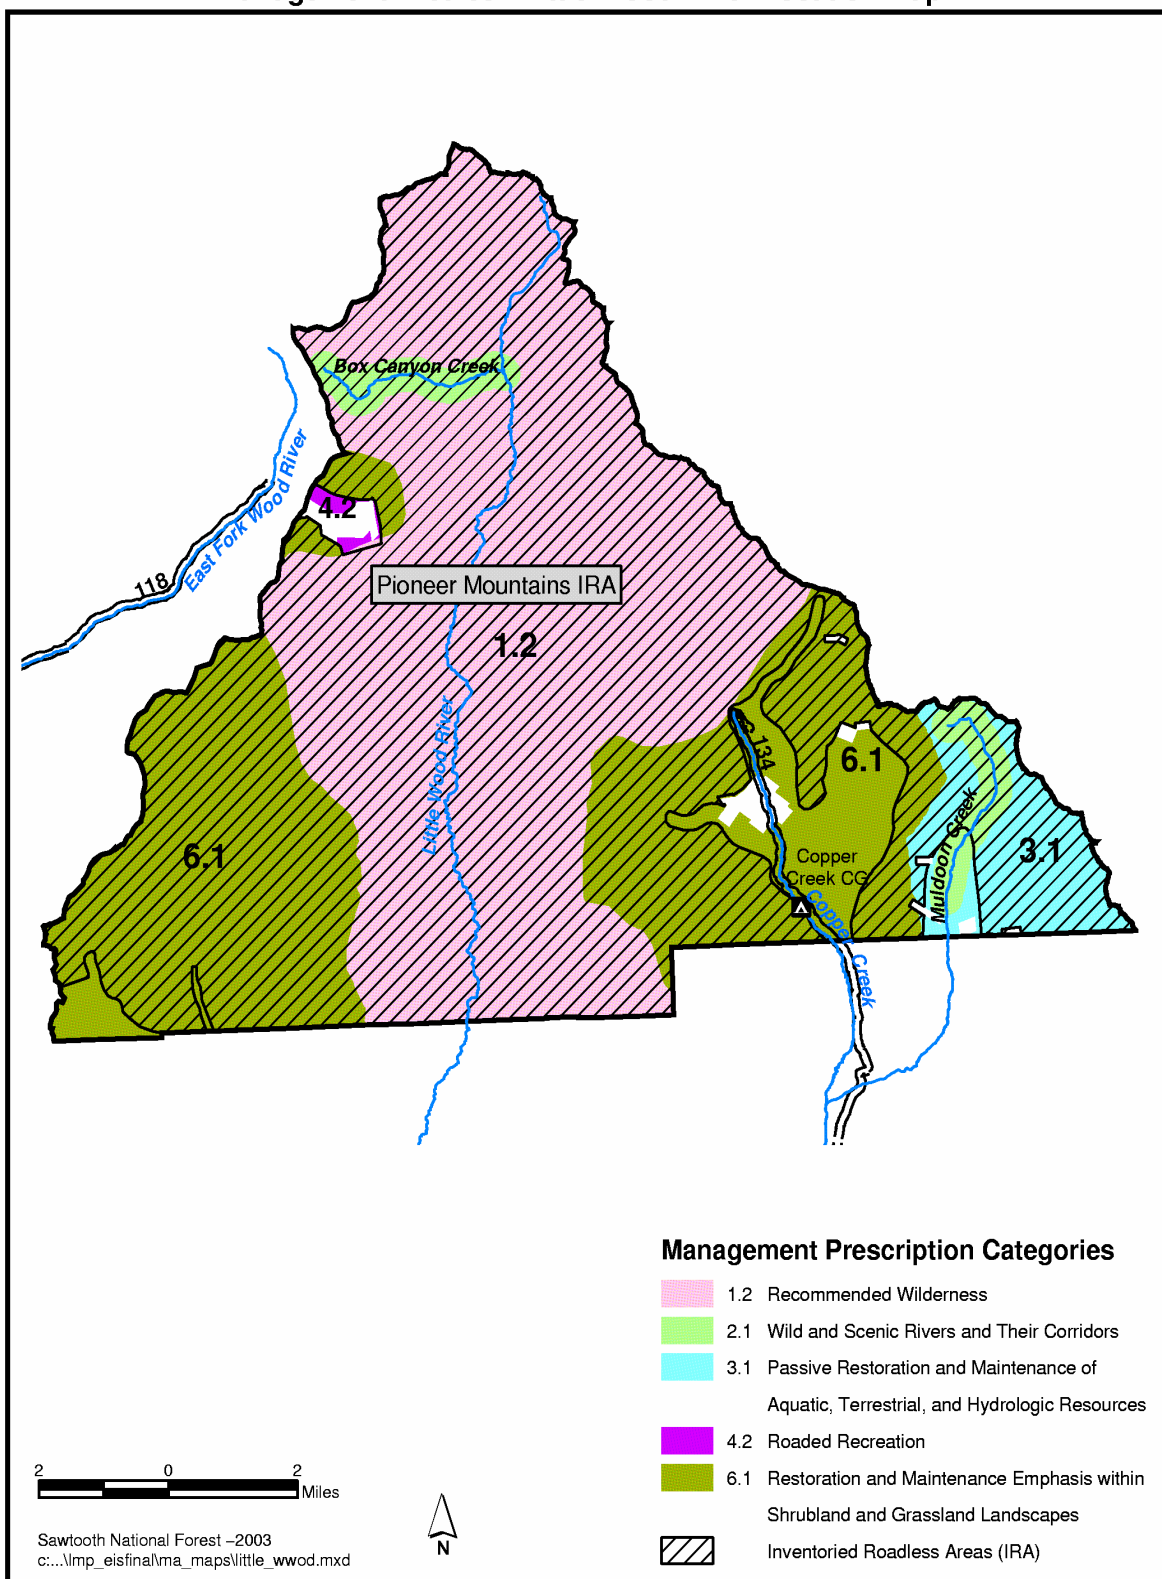 Box Canyon Creek
East Fork Wood River
4.2
118
Pioneer Mountains IRA
1.2
Little Wood River
134
6.1
6.1
3.1
Muldoon Creek
Copper
Creek CG
Copper Creek
Management Prescription Categories
1.2 Recommended Wilderness
2.1 Wild and Scenic Rivers and Their Corridors
3.1 Passive Restoration and Maintenance of
Aquatic, Terrestrial, and Hydrologic Resources
4.2 Roaded Recreation
6.1 Restoration and Maintenance Emphasis within
Shrubland and Grassland Landscapes
Inventoried Roadless Areas (IRA)
2 0 2
Miles
N
Sawtooth National Forest –2003
c:...\lmp_eisfinal\ma_maps\little_wwod.mxd